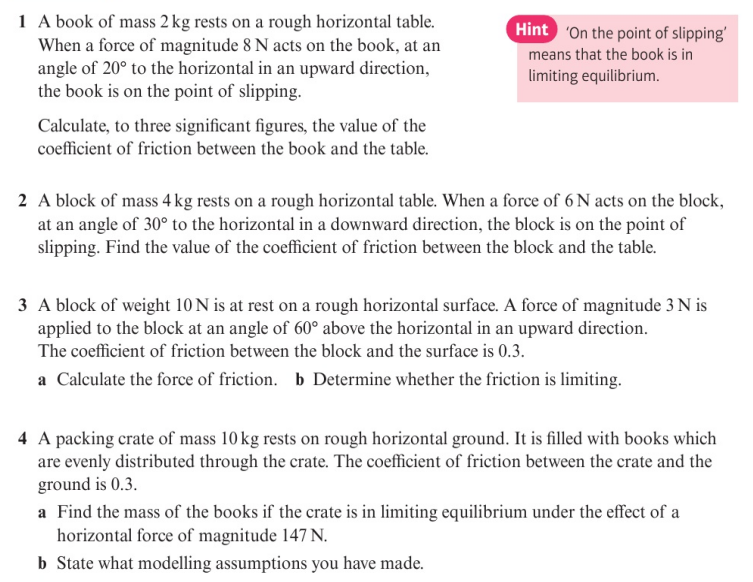 1 A book of mass 2 kg rests on a rough horizontal table.
When a force of magnitude 8 N acts on the book, at an
angle of 20° to the horizontal in an upward direction,
the book is on the point of slipping.
Hint 'On the point of slipping'
means that the book is in
limiting equilibrium.
Calculate, to three significant figures, the value of the
coefficient of friction between the book and the table.
2 A block of mass 4 kg rests on a rough horizontal table. When a force of 6 N acts on the block,
at an angle of 30° to the horizontal in a downward direction, the block is on the point of
slipping. Find the value of the coefficient of friction between the block and the table.
3 A block of weight 10 N is at rest on a rough horizontal surface. A force of magnitude 3 N is
applied to the block at an angle of 60° above the horizontal in an upward direction.
The coefficient of friction between the block and the surface is 0.3.
a Calculate the force of friction. b Determine whether the friction is limiting.
4 A packing crate of mass 10 kg rests on rough horizontal ground. It is filled with books which
are evenly distributed through the crate. The coefficient of friction between the crate and the
ground is 0.3.
a Find the mass of the books if the crate is in limiting equilibrium under the effect of a
horizontal force of magnitude 147 N.
b State what modelling assumptions you have made.